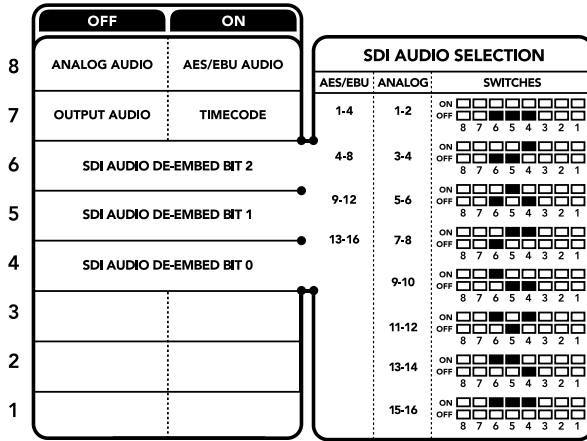 OFF ON
8 ANALOG AUDIO AES/EBU AUDIO
7 OUTPUT AUDIO TIMECODE
6 SDI AUDIO DE-EMBED BIT 2
5 SDI AUDIO DE-EMBED BIT 1
4 SDI AUDIO DE-EMBED BIT 0
3
2
1
SDI AUDIO SELECTION
AES/EBU ANALOG SWITCHES
1-4 1-2 ON
OFF
8 7 6 5 4 3 2 1
4-8 3-4 ON
OFF
8 7 6 5 4 3 2 1
9-12 5-6 ON
OFF
8 7 6 5 4 3 2 1
13-16 7-8 ON
OFF
8 7 6 5 4 3 2 1
9-10 ON
OFF
8 7 6 5 4 3 2 1
11-12 ON
OFF
8 7 6 5 4 3 2 1
13-14 ON
OFF
8 7 6 5 4 3 2 1
15-16 ON
OFF
8 7 6 5 4 3 2 1